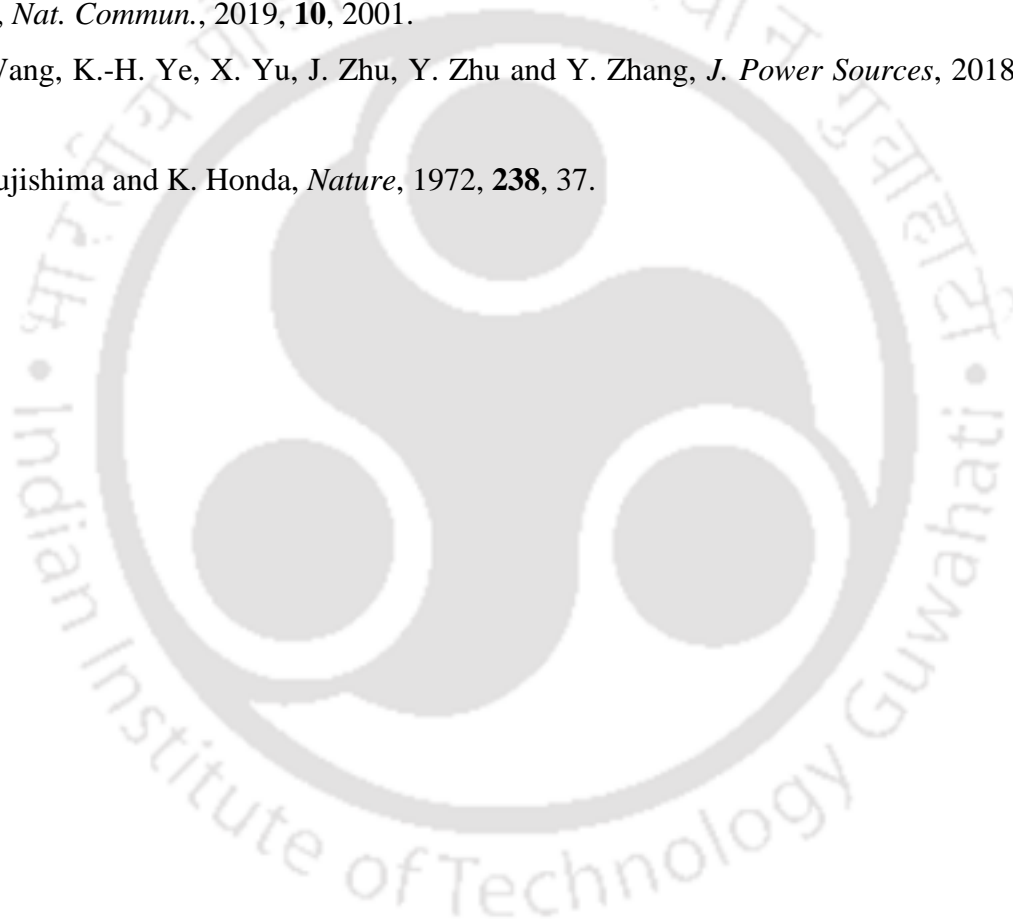 , Nat. Commun., 2019, 10, 2001.
Vang, K.-H. Ye, X. Yu, J. Zhu, Y. Zhu and Y. Zhang, J. Power Sources, 2018
ujishima and K. Honda, Nature, 1972, 238, 37.
• Indian Institute of Technology Guwahati •